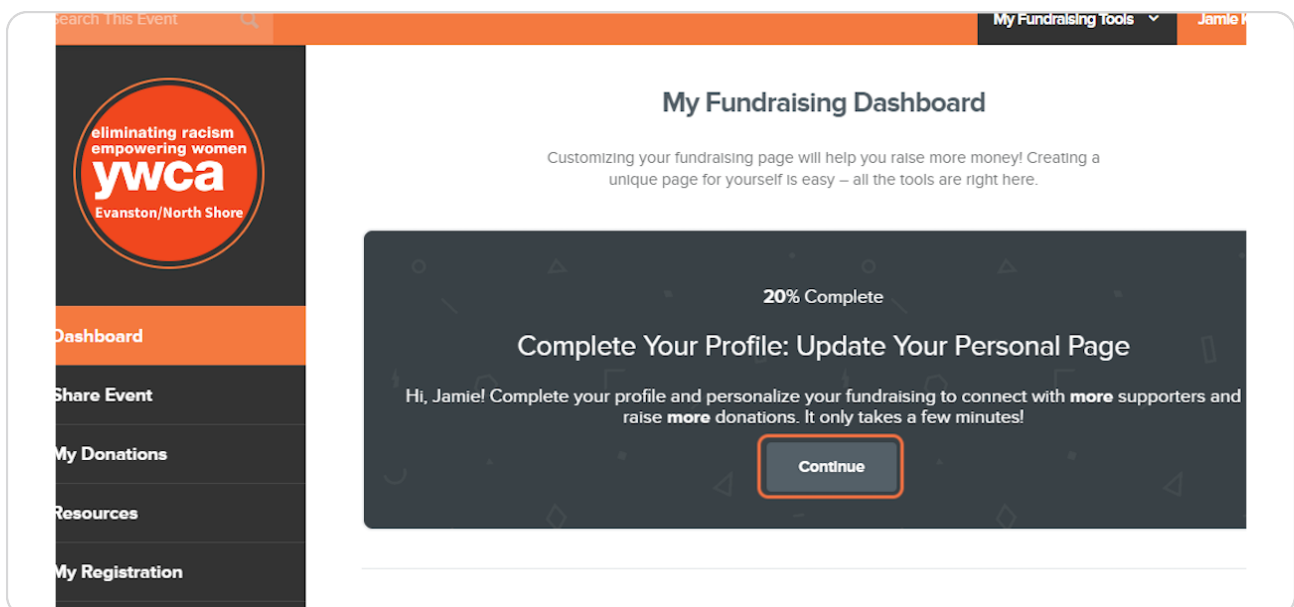 Search This Event
My Fundraising Tools
Jamie K
eliminating racism
empowering women
ywca
Evanston/North Shore
Dashboard
Share Event
My Donations
Resources
My Registration
My Fundraising Dashboard
Customizing your fundraising page will help you raise more money! Creating a
unique page for yourself is easy – all the tools are right here.
20% Complete
Complete Your Profile: Update Your Personal Page
Hi, Jamie! Complete your profile and personalize your fundraising to connect with more supporters and
raise more donations. It only takes a few minutes!
Continue